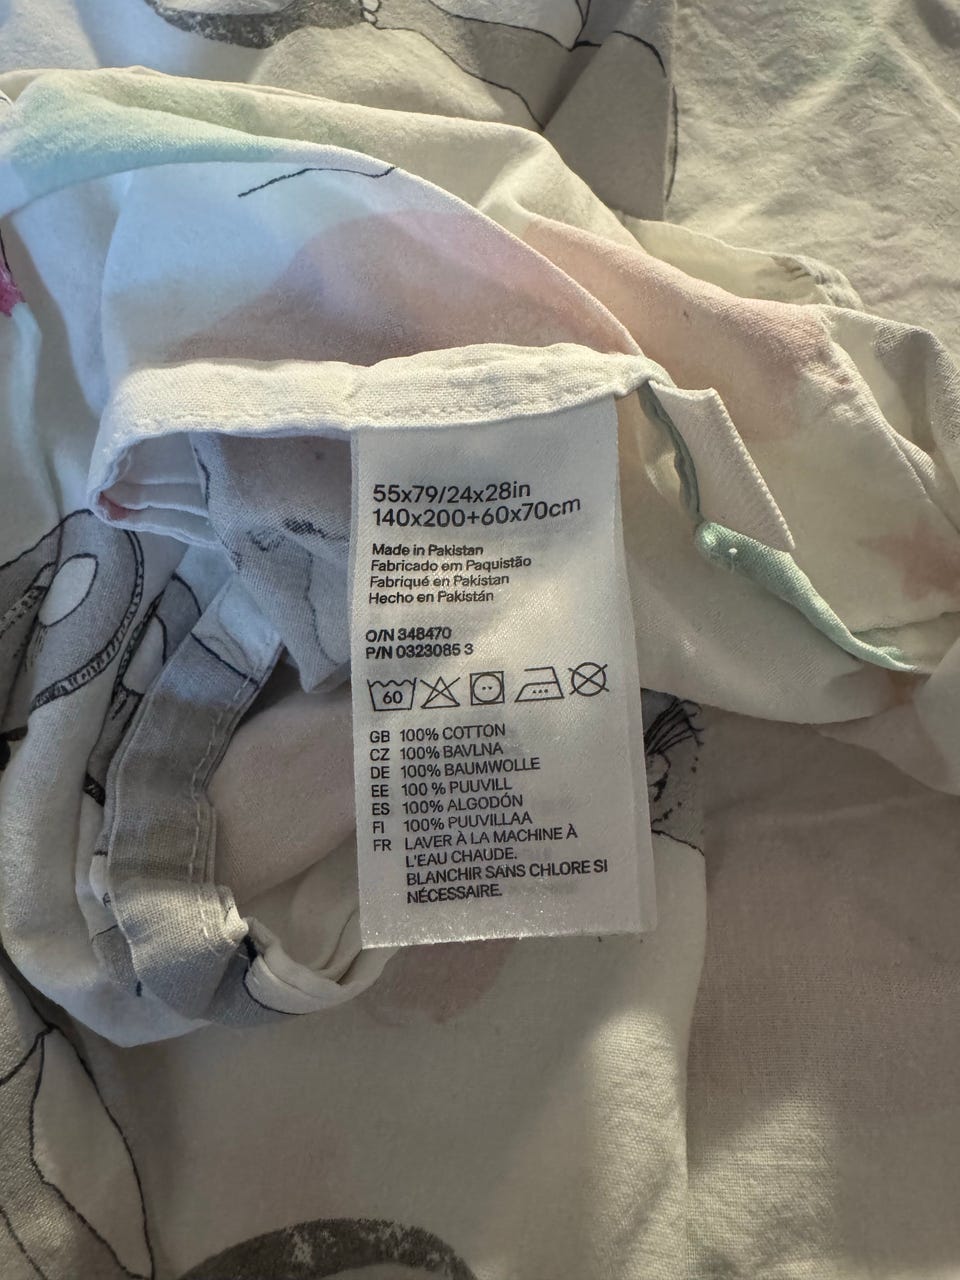 55x79/24x28in
140x200+60x70cm
Made in Pakistan
Fabricado em Paquistão
Fabriqué en Pakistan
Hecho en Pakistán
O/N 348470
P/N 0323085 3
60
GB 100% COTTON
CZ 100% BAVLNA
DE 100% BAUMWOLLE
EE 100 % PUUVILL
ES 100% ALGODÓN
FI 100% PUUVILLAA
FR LAVER À LA MACHINE À
L'EAU CHAUDE.
BLANCHIR SANS CHLORE SI
NÉCESSAIRE.